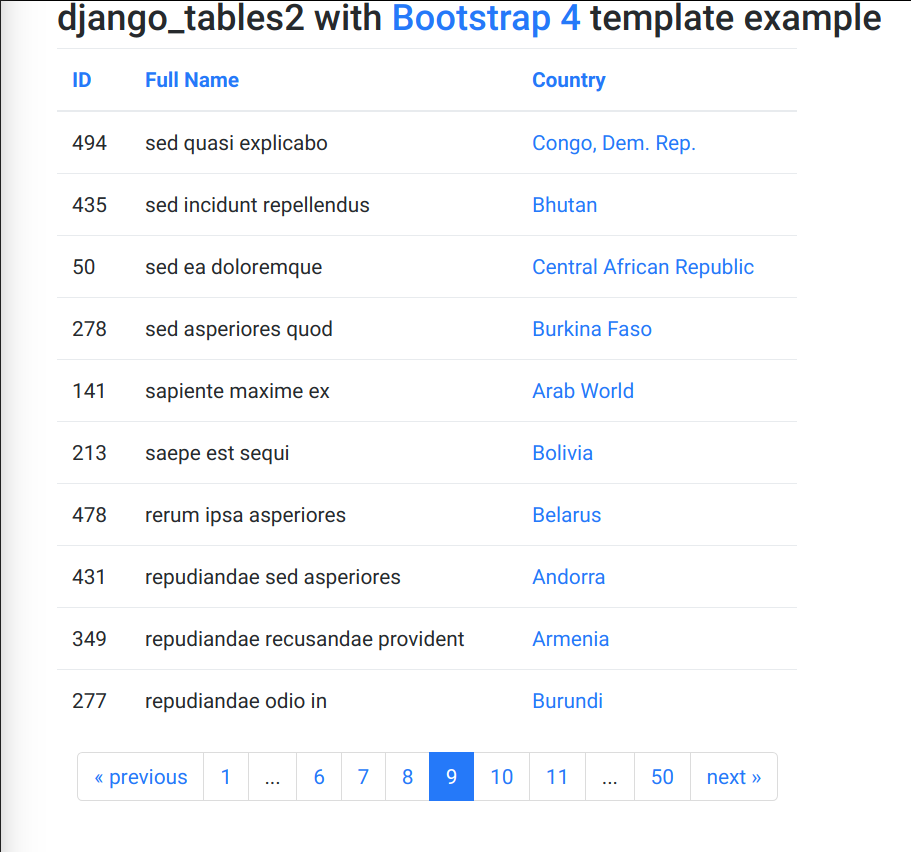 django_tables2 with Bootstrap 4 template example
ID Full Name Country
494 sed quasi explicabo Congo, Dem. Rep.
435 sed incidunt repellendus Bhutan
50 sed ea doloremque Central African Republic
278 sed asperiores quod Burkina Faso
141 sapiente maxime ex Arab World
213 saepe est sequi Bolivia
478 rerum ipsa asperiores Belarus
431 repudiandae sed asperiores Andorra
349 repudiandae recusandae provident Armenia
277 repudiandae odio in Burundi
« previous 1 ... 6 7 8 9 10 11 ... 50 next »